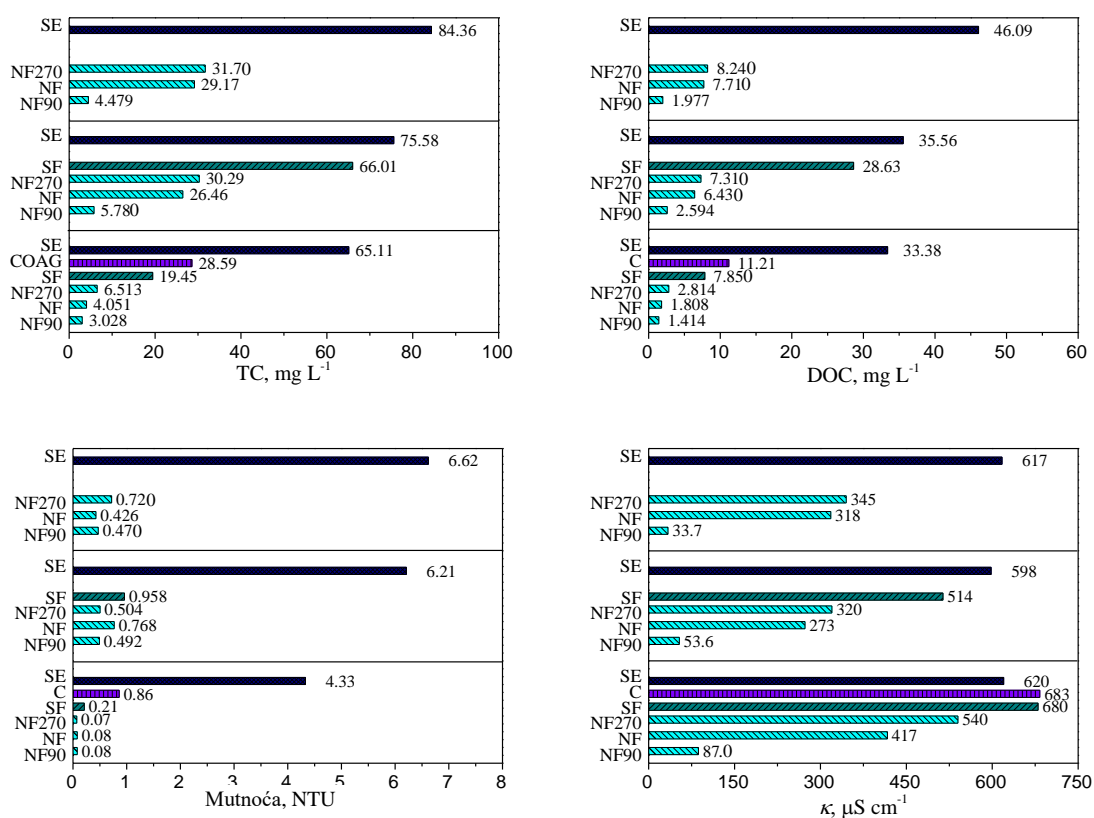 SE 84.36
NF270 31.70
NF 29.17
NF90 4.479
SE 75.58
SF 66.01
NF270 30.29
NF 26.46
NF90 5.780
SE 65.11
COAG 28.59
SF 19.45
NF270 6.513
NF 4.051
NF90 3.028
0 20 40 60 80 100
TC, mg L⁻¹
SE 46.09
NF270 8.240
NF 7.710
NF90 1.977
SE 35.56
SF 28.63
NF270 7.310
NF 6.430
NF90 2.594
SE 33.38
C 11.21
SF 7.850
NF270 2.814
NF 1.808
NF90 1.414
0 10 20 30 40 50 60
DOC, mg L⁻¹
SE 6.62
NF270 0.720
NF 0.426
NF90 0.470
SE 6.21
SF 0.958
NF270 0.504
NF 0.768
NF90 0.492
SE 4.33
C 0.86
SF 0.21
NF270 0.07
NF 0.08
NF90 0.08
0 1 2 3 4 5 6 7 8
Mutnoća, NTU
SE 617
NF270 345
NF 318
NF90 33.7
SE 598
SF 514
NF270 320
NF 273
NF90 53.6
SE 620
C 683
SF 680
NF270 540
NF 417
NF90 87.0
0 150 300 450 600 750
κ, μS cm⁻¹